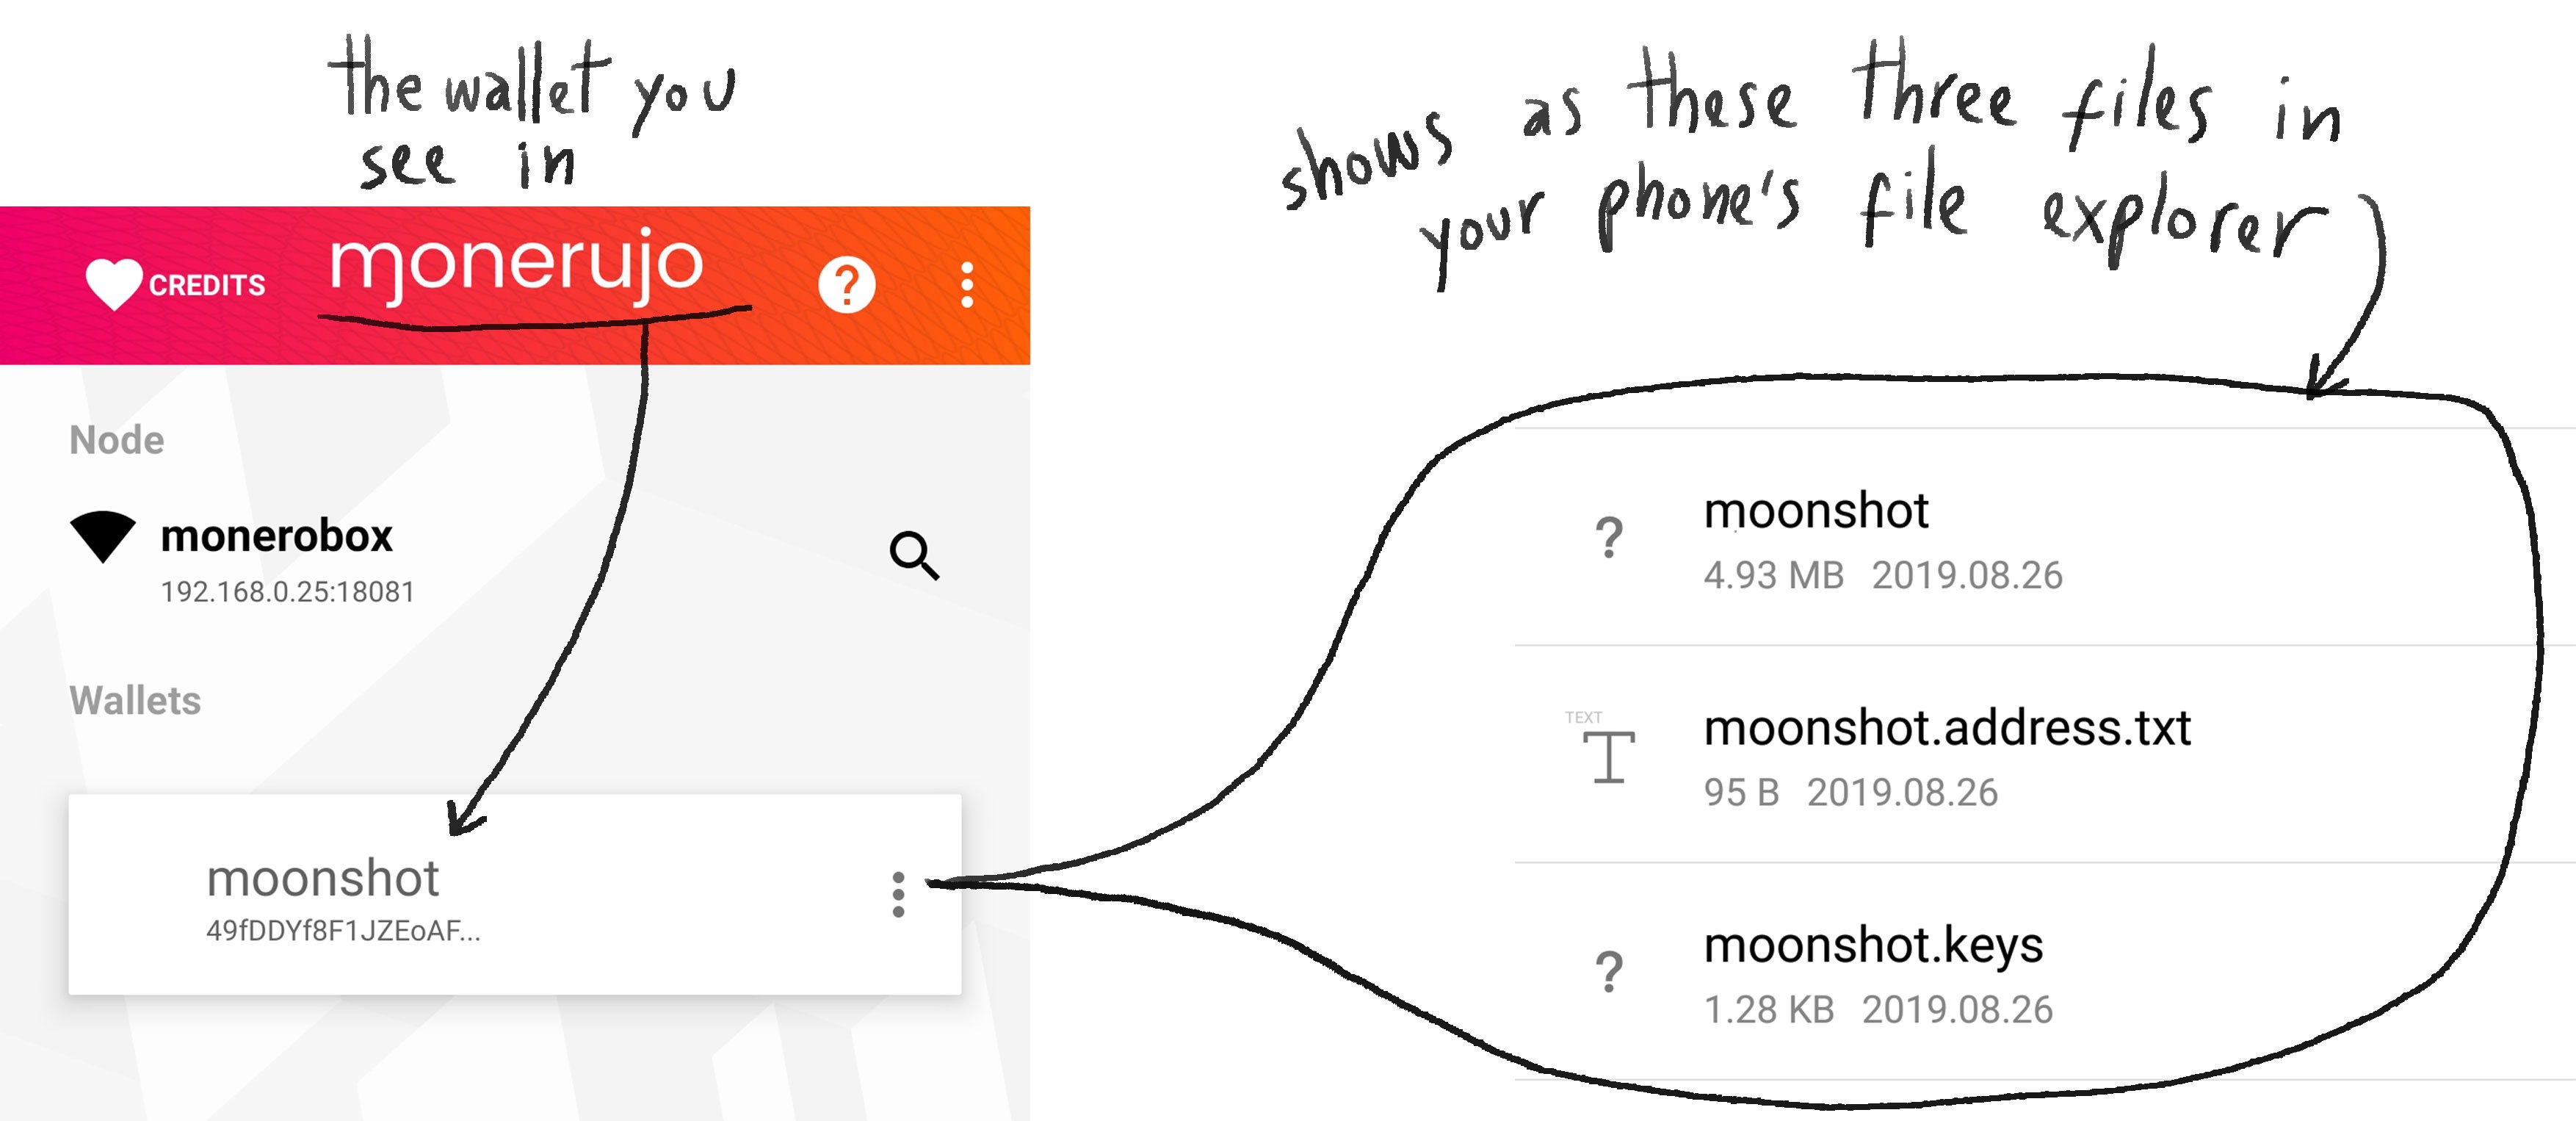 the wallet you
see in
shows as these three files in
your phone's file explorer
CREDITS monerujo ?
Node
monerobox
192.168.0.25:18081
Wallets
moonshot
49fDDYf8F1JZEoAF...
? moonshot
4.93 MB 2019.08.26
TEXT
T moonshot.address.txt
95 B 2019.08.26
? moonshot.keys
1.28 KB 2019.08.26